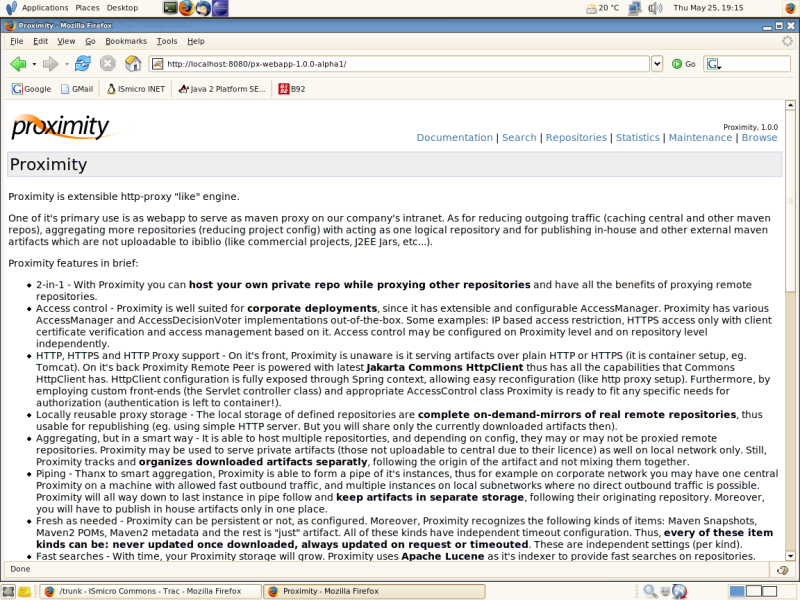 Applications Places Desktop 20 °C Thu May 25, 19:15
Proximity - Mozilla Firefox
File Edit View Go Bookmarks Tools Help
http://localhost:8080/px-webapp-1.0.0-alpha1/ Go
Google GMail ISmicro INET Java 2 Platform SE... B92
proximity
Proximity, 1.0.0
Documentation | Search | Repositories | Statistics | Maintenance | Browse
Proximity
Proximity is extensible http-proxy "like" engine.
One of it's primary use is as webapp to serve as maven proxy on our company's intranet. As for reducing outgoing traffic (caching central and other maven
repos), aggregating more repositories (reducing project config) with acting as one logical repository and for publishing in-house and other external maven
artifacts which are not uploadable to ibiblio (like commercial projects, J2EE Jars, etc...).
Proximity features in brief:
2-in-1 - With Proximity you can host your own private repo while proxying other repositories and have all the benefits of proxying remote
repositories.
Access control - Proximity is well suited for corporate deployments, since it has extensible and configurable AccessManager. Proximity has various
AccessManager and AccessDecisionVoter implementations out-of-the-box. Some examples: IP based access restriction, HTTPS access only with client
certificate verification and access management based on it. Access control may be configured on Proximity level and on repository level
independently.
HTTP, HTTPS and HTTP Proxy support - On it's front, Proximity is unaware is it serving artifacts over plain HTTP or HTTPS (it is container setup, eg.
Tomcat). On it's back Proximity Remote Peer is powered with latest Jakarta Commons HttpClient thus has all the capabilities that Commons
HttpClient has. HttpClient configuration is fully exposed through Spring context, allowing easy reconfiguration (like http proxy setup). Furthermore, by
employing custom front-ends (the Servlet controller class) and appropriate AccessControl class Proximity is ready to fit any specific needs for
authorization (authentication is left to container!).
Locally reusable proxy storage - The local storage of defined repositories are complete on-demand-mirrors of real remote repositories, thus
usable for republishing (eg. using simple HTTP server. But you will share only the currently downloaded artifacts then).
Aggregating, but in a smart way - It is able to host multiple repositorties, and depending on config, they may or may not be proxied remote
repositories. Proximity may be used to serve private artifacts (those not uploadable to central due to their licence) as well on local network only. Still,
Proximity tracks and organizes downloaded artifacts separatly, following the origin of the artifact and not mixing them together.
Piping - Thanx to smart aggregation, Proximity is able to form a pipe of it's instances, thus for example on corporate network you may have one central
Proximity on a machine with allowed fast outbound traffic, and multiple instances on local subnetworks where no direct outbound traffic is possible.
Proximity will all way down to last instance in pipe follow and keep artifacts in separate storage, following their originating repository. Moreover,
you will have to publish in house artifacts only in one place.
Fresh as needed - Proximity can be persistent or not, as configured. Moreover, Proximity recognizes the following kinds of items: Maven Snapshots,
Maven2 POMs, Maven2 metadata and the rest is "just" artifact. All of these kinds have independent timeout configuration. Thus, every of these item
kinds can be: never updated once downloaded, always updated on request or timeouted. These are independent settings (per kind).
Fast searches - With time, your Proximity storage will grow. Proximity uses Apache Lucene as it's indexer to provide fast searches on repositories.
Done
/trunk - ISmicro Commons - Trac - Mozilla Firefox Proximity - Mozilla Firefox